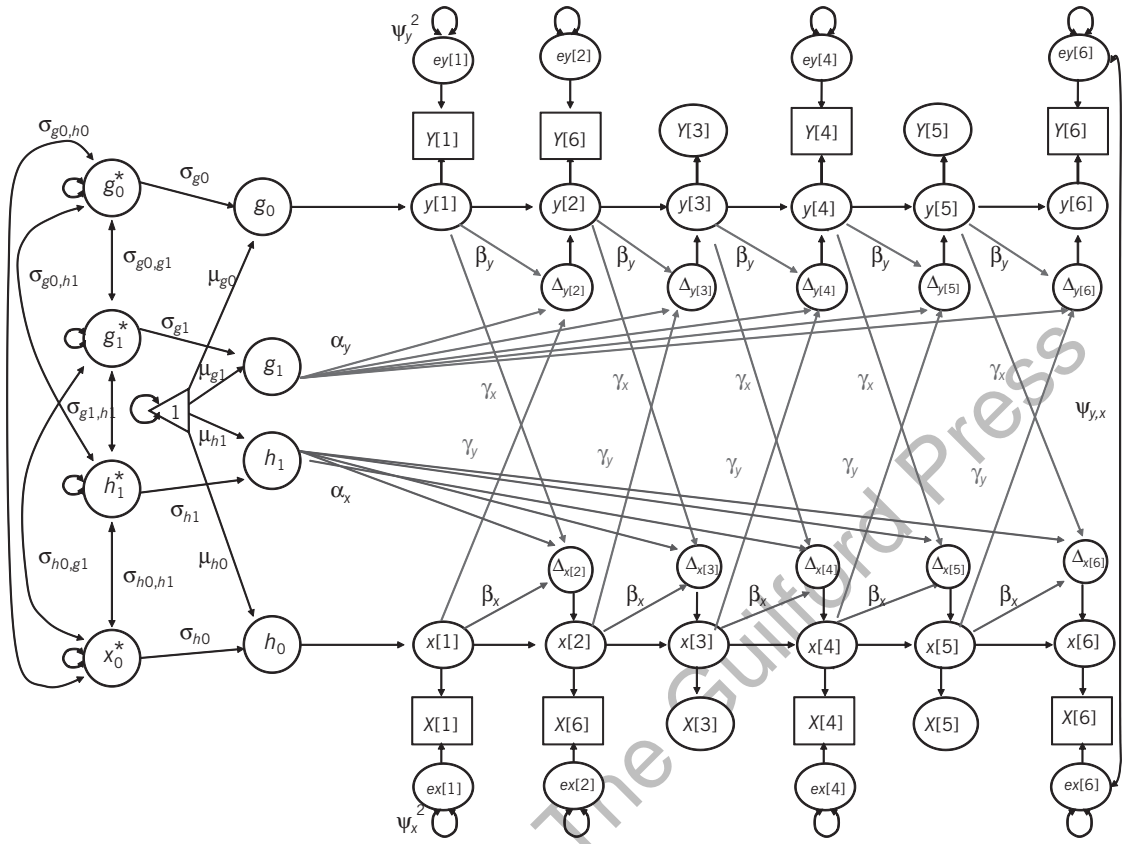 ψy²
ey[1] ey[2] ey[4] ey[6]
σg0,h0
Y[1] Y[6] Y[3] Y[4] Y[5] Y[6]
g0* σg0 g0 y[1] y[2] y[3] y[4] y[5] y[6]
σg0,h1 σg0,g1 μg0 βy βy βy βy βy
Δy[2] Δy[3] Δy[4] Δy[5] Δy[6]
g1* σg1 μg1 g1 αy
γx γx γx γx γx
σg1,h1 1 ψy,x
μh1 h1 γy γy γy γy γy
h1* σh1 αx
σh0,g1 σh0,h1 μh0
Δx[2] Δx[3] Δx[4] Δx[5] Δx[6]
βx βx βx βx βx
x0* σh0 h0 x[1] x[2] x[3] x[4] x[5] x[6]
X[1] X[6] X[3] X[4] X[5] X[6]
ex[1] ex[2] ex[4] ex[6]
ψx²
The Guilford Press